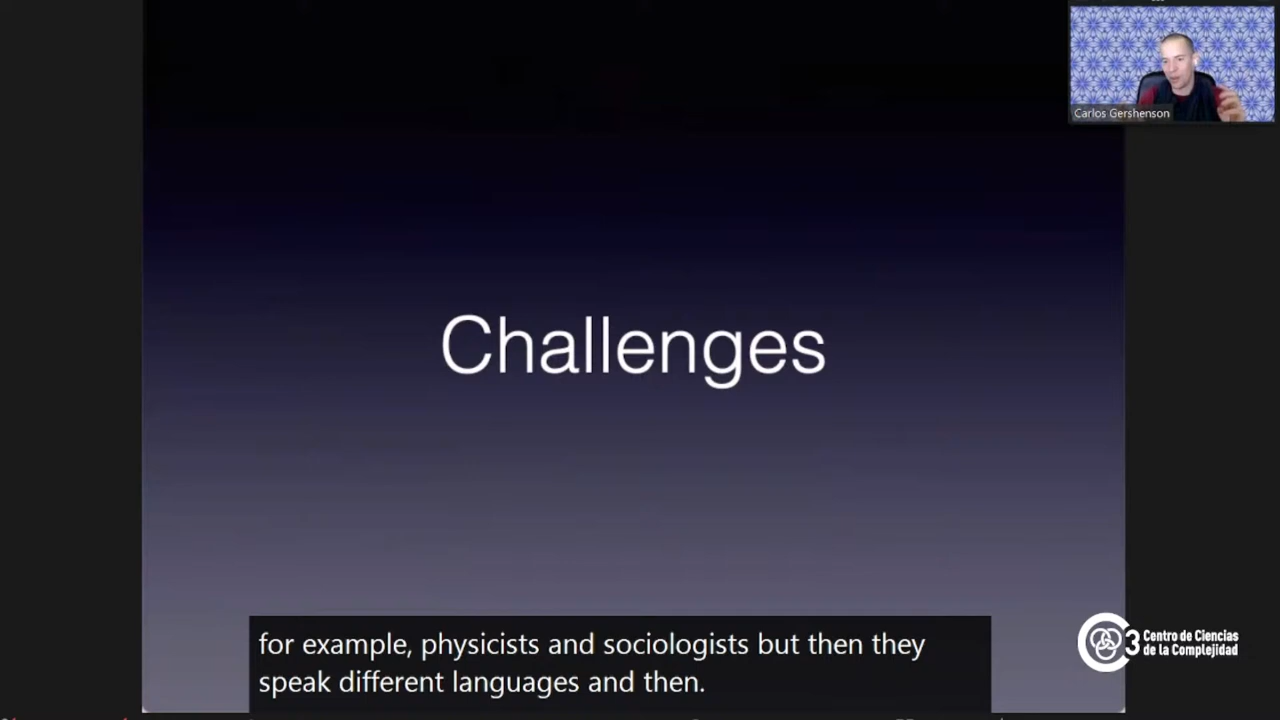 Carlos Gershenson
Challenges
for example, physicists and sociologists but then they
speak different languages and then.
C3 Centro de Ciencias
de la Complejidad